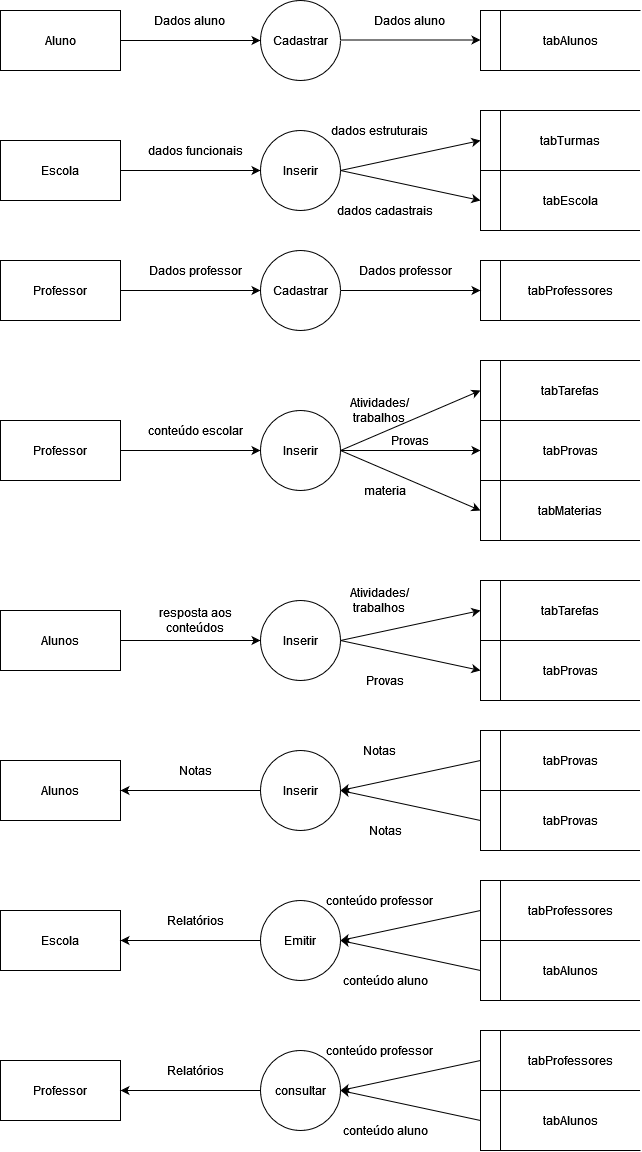 Dados aluno
Dados aluno
Aluno
Cadastrar
tabAlunos
dados estruturais
tabTurmas
dados funcionais
Escola
Inserir
tabEscola
dados cadastrais
Dados professor
Dados professor
Professor
Cadastrar
tabProfessores
tabTarefas
Atividades/
trabalhos
conteúdo escolar
Provas
Professor
Inserir
tabProvas
materia
tabMaterias
Atividades/
trabalhos
tabTarefas
resposta aos
conteúdos
Alunos
Inserir
tabProvas
Provas
Notas
tabProvas
Notas
Alunos
Inserir
tabProvas
Notas
conteúdo professor
tabProfessores
Relatórios
Escola
Emitir
tabAlunos
conteúdo aluno
conteúdo professor
tabProfessores
Relatórios
Professor
consultar
tabAlunos
conteúdo aluno